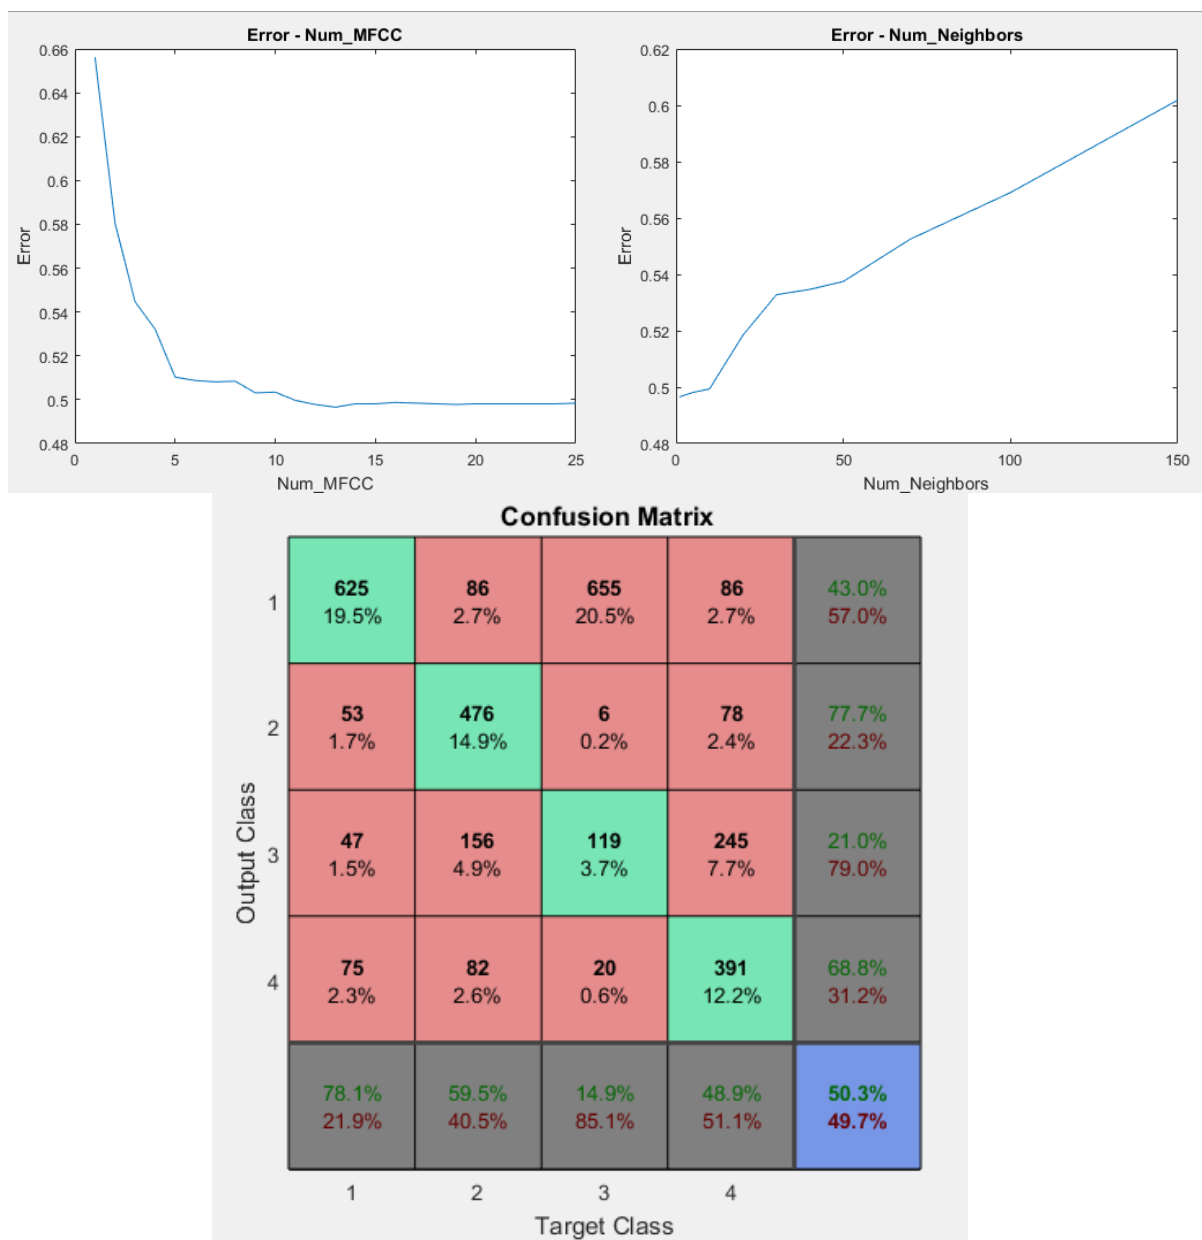 Error - Num_MFCC
0.66
0.64
0.62
0.6
0.58
0.56
0.54
0.52
0.5
0.48
Error
0 5 10 15 20 25
Num_MFCC
Error - Num_Neighbors
0.62
0.6
0.58
0.56
0.54
0.52
0.5
0.48
Error
0 50 100 150
Num_Neighbors
Confusion Matrix
Output Class
1 625 86 655 86 43.0%
19.5% 2.7% 20.5% 2.7% 57.0%
2 53 476 6 78 77.7%
1.7% 14.9% 0.2% 2.4% 22.3%
3 47 156 119 245 21.0%
1.5% 4.9% 3.7% 7.7% 79.0%
4 75 82 20 391 68.8%
2.3% 2.6% 0.6% 12.2% 31.2%
78.1% 59.5% 14.9% 48.9% 50.3%
21.9% 40.5% 85.1% 51.1% 49.7%
1 2 3 4
Target Class